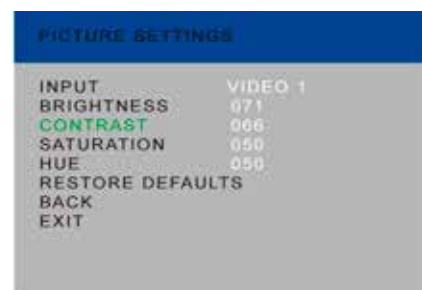 PICTURE SETTINGS
INPUT VIDEO 1
BRIGHTNESS 071
CONTRAST 066
SATURATION 050
HUE 050
RESTORE DEFAULTS
BACK
EXIT